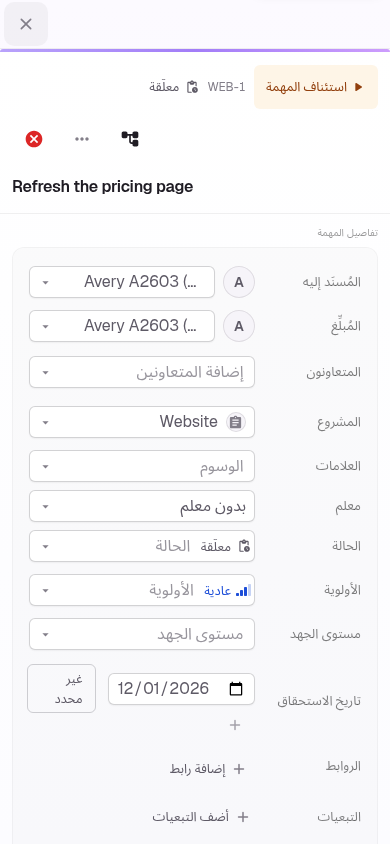 استئناف المهمة WEB-1 معلّقة
Refresh the pricing page
تفاصيل المهمة
المُسنَد إليه A Avery A2603 (...
المُبلِّغ A Avery A2603 (...
المتعاونون إضافة المتعاونين
المشروع Website
العلامات الوسوم
معلم بدون معلم
الحالة معلّقة الحالة
الأولوية عادية الأولوية
مستوى الجهد مستوى الجهد
تاريخ الاستحقاق 12/01/2026 غير محدد
الروابط إضافة رابط
التبعيات أضف التبعيات